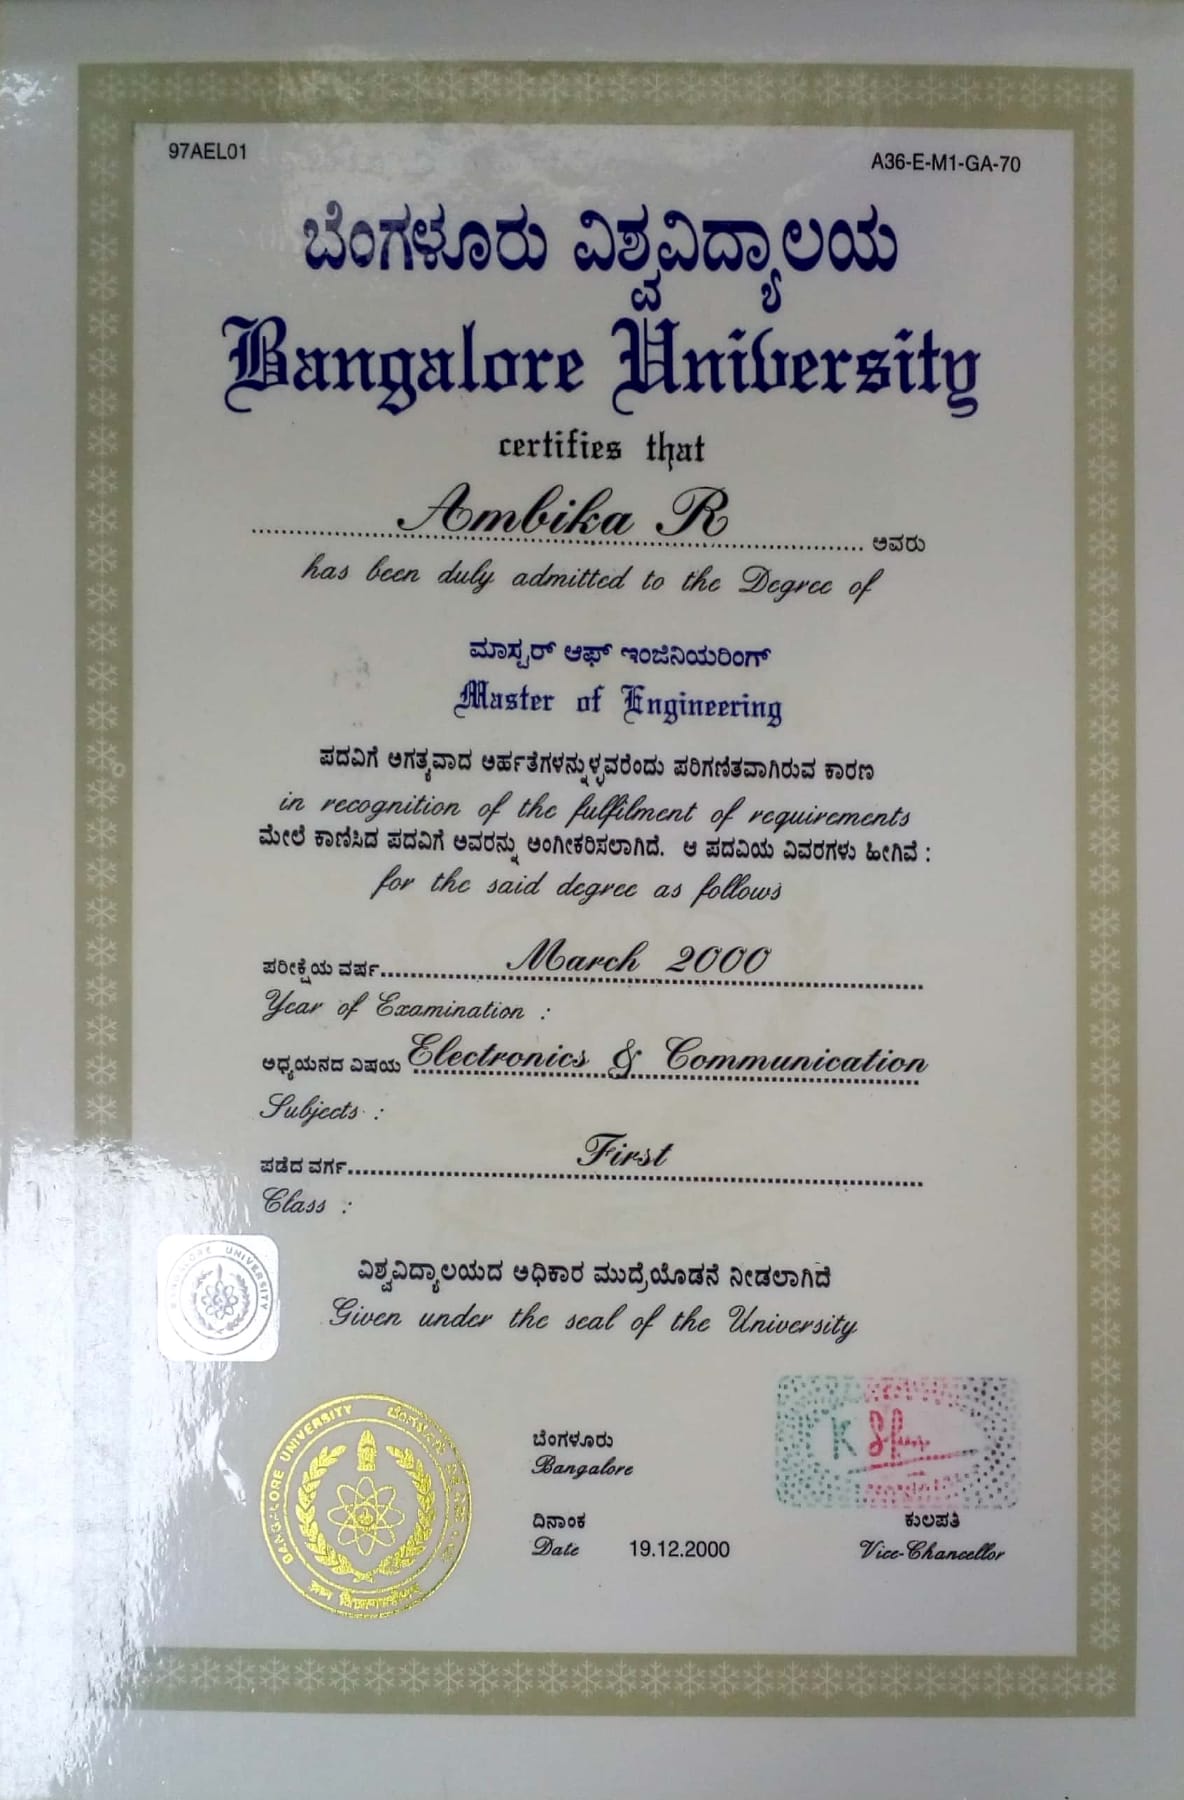 97AEL01
A36-E-M1-GA-70
ಬೆಂಗಳೂರು ವಿಶ್ವವಿದ್ಯಾಲಯ
Bangalore University
certifies that
Ambika R ಅವರು
has been duly admitted to the Degree of
ಮಾಸ್ಟರ್ ಆಫ್ ಇಂಜಿನಿಯರಿಂಗ್
Master of Engineering
ಪದವಿಗೆ ಅಗತ್ಯವಾದ ಅರ್ಹತೆಗಳನ್ನುಳ್ಳವರೆಂದು ಪರಿಗಣಿತವಾಗಿರುವ ಕಾರಣ
in recognition of the fulfilment of requirements
ಮೇಲೆ ಕಾಣಿಸಿದ ಪದವಿಗೆ ಅವರನ್ನು ಅಂಗೀಕರಿಸಲಾಗಿದೆ. ಆ ಪದವಿಯ ವಿವರಗಳು ಹೀಗಿವೆ :
for the said degree as follows
ಪರೀಕ್ಷೆಯ ವರ್ಷ March 2000
Year of Examination :
ಅಧ್ಯಯನದ ವಿಷಯ Electronics & Communication
Subjects :
ಪಡೆದ ವರ್ಗ First
Class :
ವಿಶ್ವವಿದ್ಯಾಲಯದ ಅಧಿಕಾರ ಮುದ್ರೆಯೊಡನೆ ನೀಡಲಾಗಿದೆ
Given under the seal of the University
BANGALORE UNIVERSITY
BANGALORE UNIVERSITY
ಬೆಂಗಳೂರು
Bangalore
ದಿನಾಂಕ
Date 19.12.2000
ಕುಲಪತಿ
Vice-Chancellor